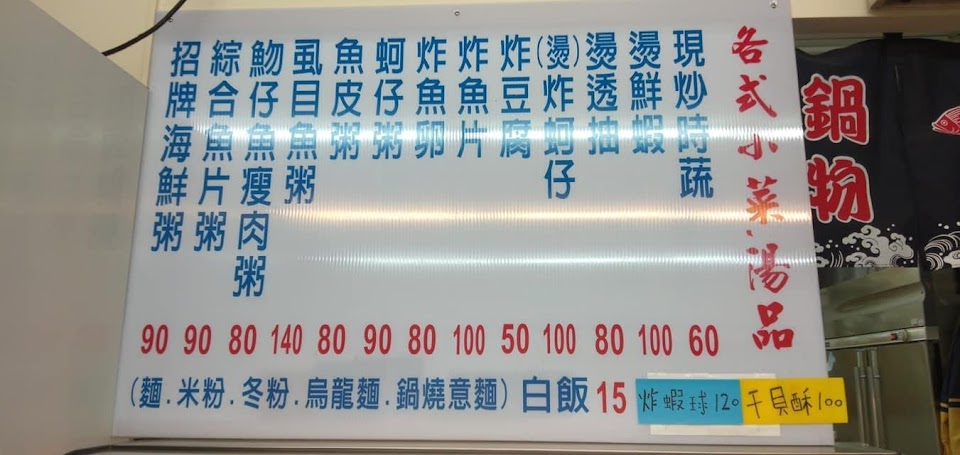 各式小菜.湯品
現炒時蔬 60
燙鮮蝦 100
燙透抽 80
(燙)炸蚵仔 100
炸豆腐 50
炸魚片 100
炸魚卵 80
蚵仔粥 90
魚皮粥 80
虱目魚粥 140
魩仔魚瘦肉粥 80
綜合魚片粥 90
招牌海鮮粥 90
(麵.米粉.冬粉.烏龍麵.鍋燒意麵)白飯15
炸蝦球120
干貝酥100
鍋物